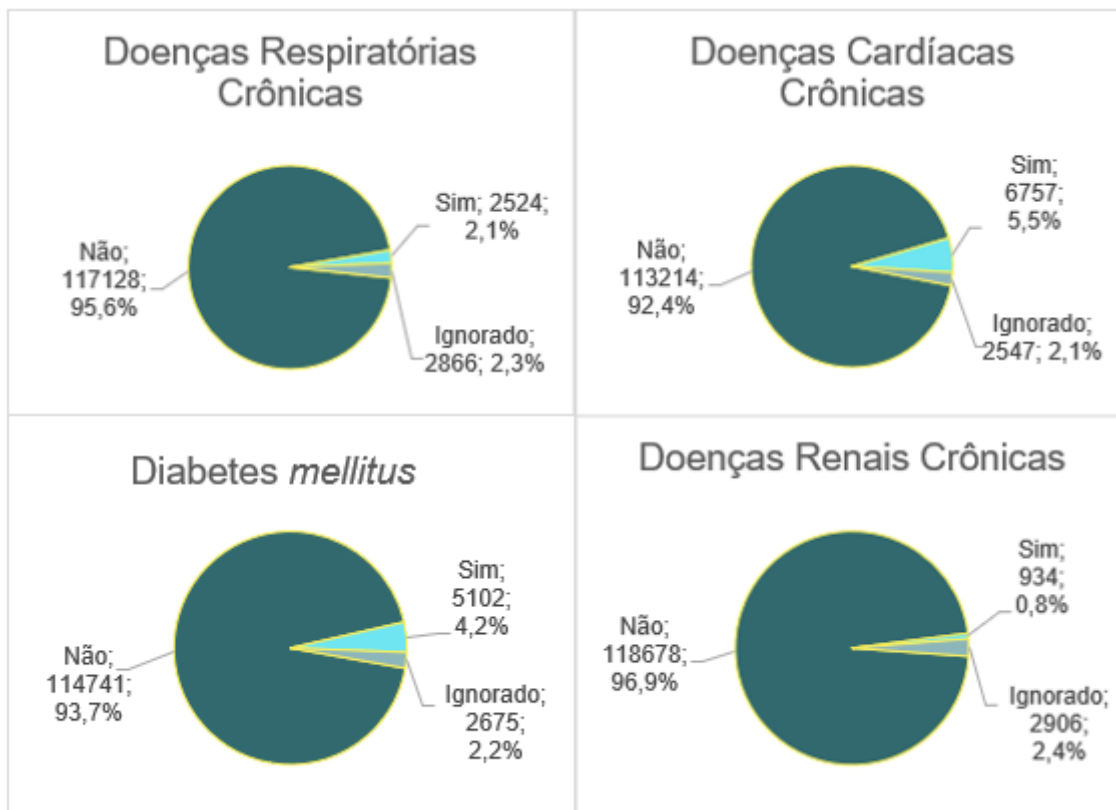 Doenças Respiratórias
Crônicas
Sim; 2524;
2,1%
Não;
117128;
95,6%
Ignorado;
2866; 2,3%
Doenças Cardíacas
Crônicas
Sim;
6757;
5,5%
Não;
113214;
92,4%
Ignorado;
2547; 2,1%
Diabetes mellitus
Sim;
5102;
4,2%
Não;
114741;
93,7%
Ignorado;
2675;
2,2%
Doenças Renais Crônicas
Sim;
934;
0,8%
Não;
118678;
96,9%
Ignorado;
2906;
2,4%